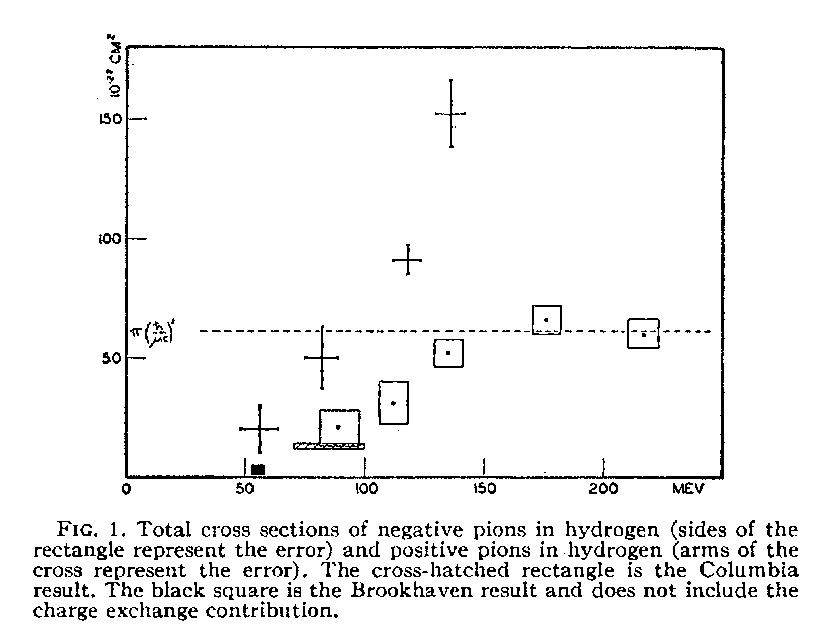 10⁻²⁷ CM²
150
100
π(ħ/μc)²
50
0 50 100 150 200 MEV
FIG. 1. Total cross sections of negative pions in hydrogen (sides of the
rectangle represent the error) and positive pions in hydrogen (arms of the
cross represent the error). The cross-hatched rectangle is the Columbia
result. The black square is the Brookhaven result and does not include the
charge exchange contribution.